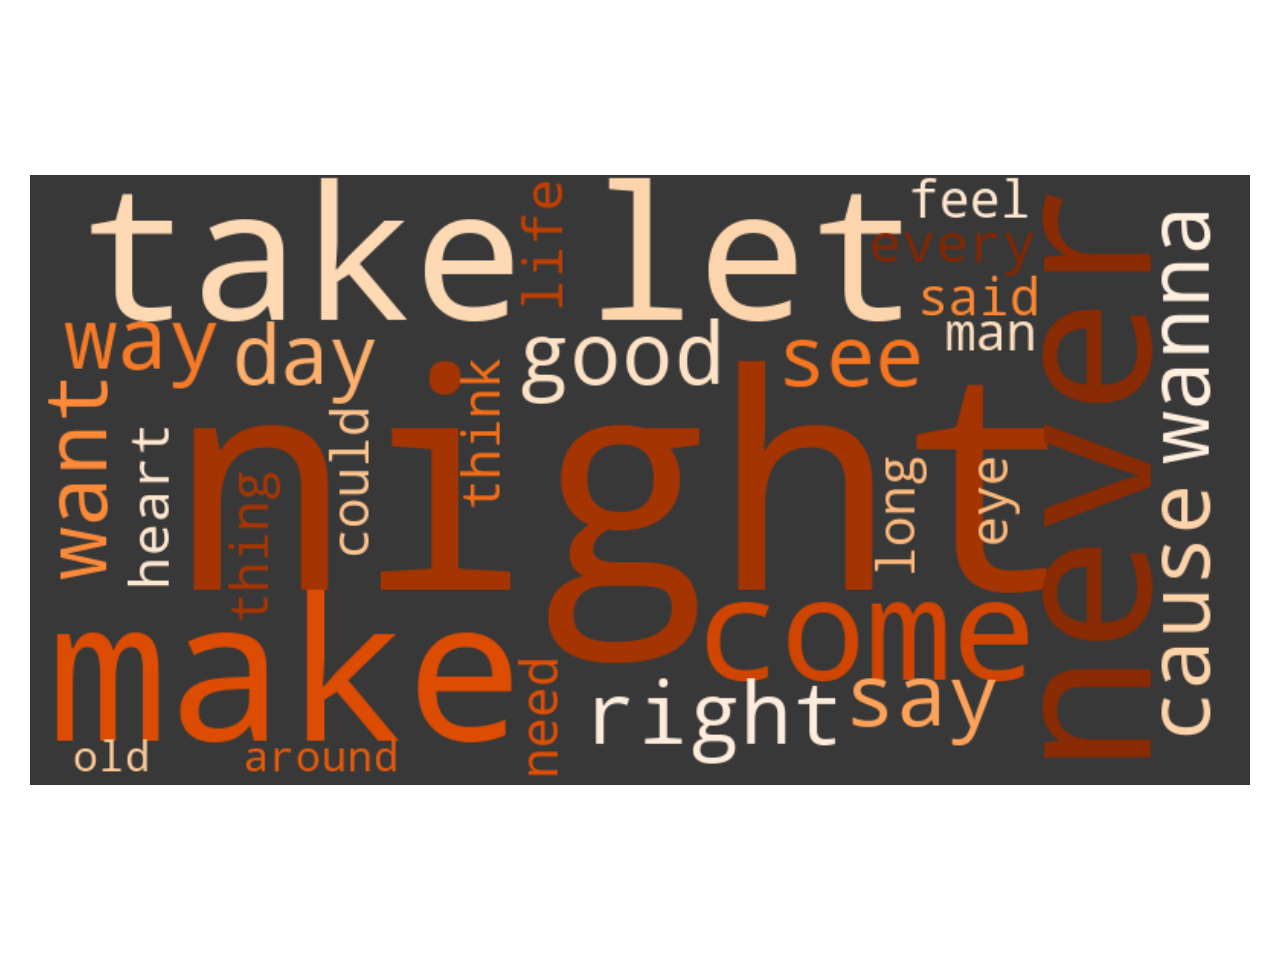 take
let
life
feel
every
said
man
never
wanna
cause
way
day
good
see
want
heart
thing
could
think
night
long
eye
make
come
need
right
say
old
around